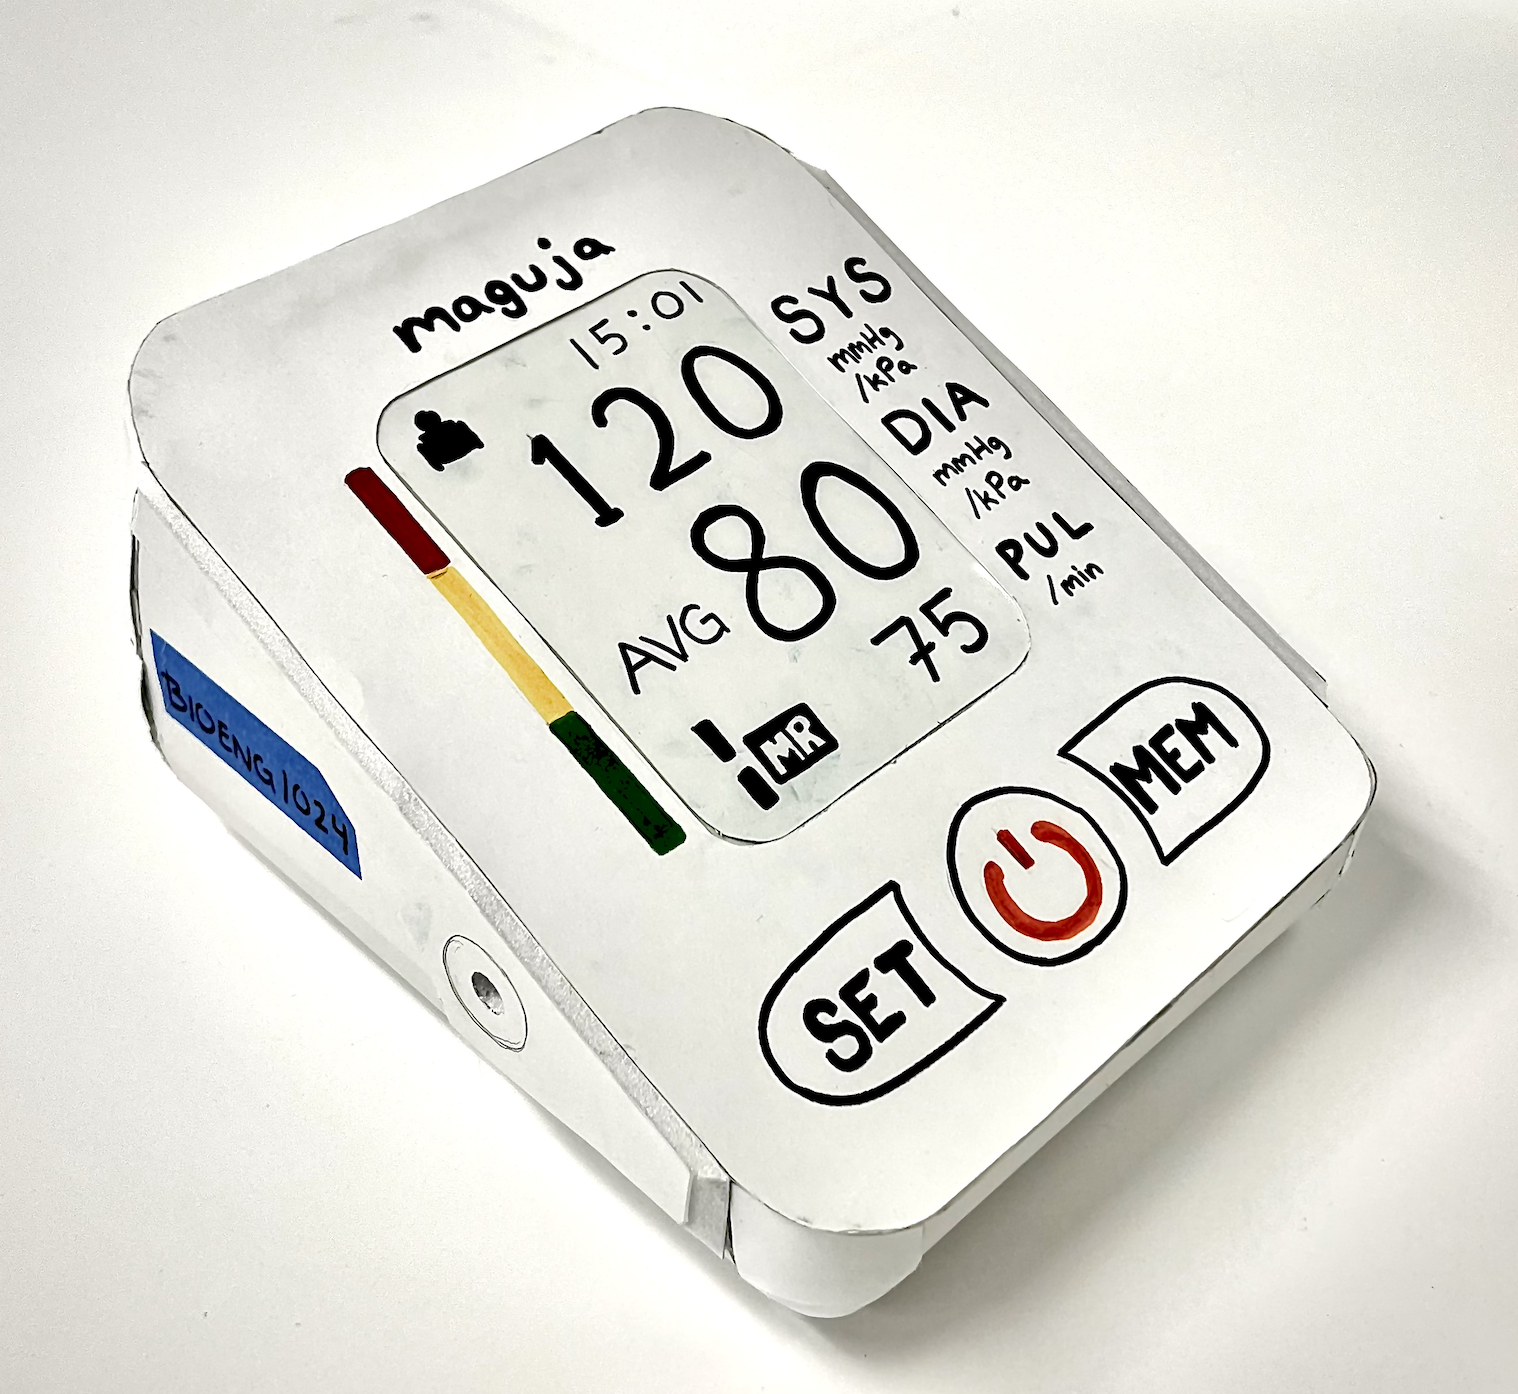 maguja
15:01
120
80
AVG
75
MR
SYS
mmHg
/kPa
DIA
mmHg
/kPa
PUL
/min
SET
MEM
BIOENG1024